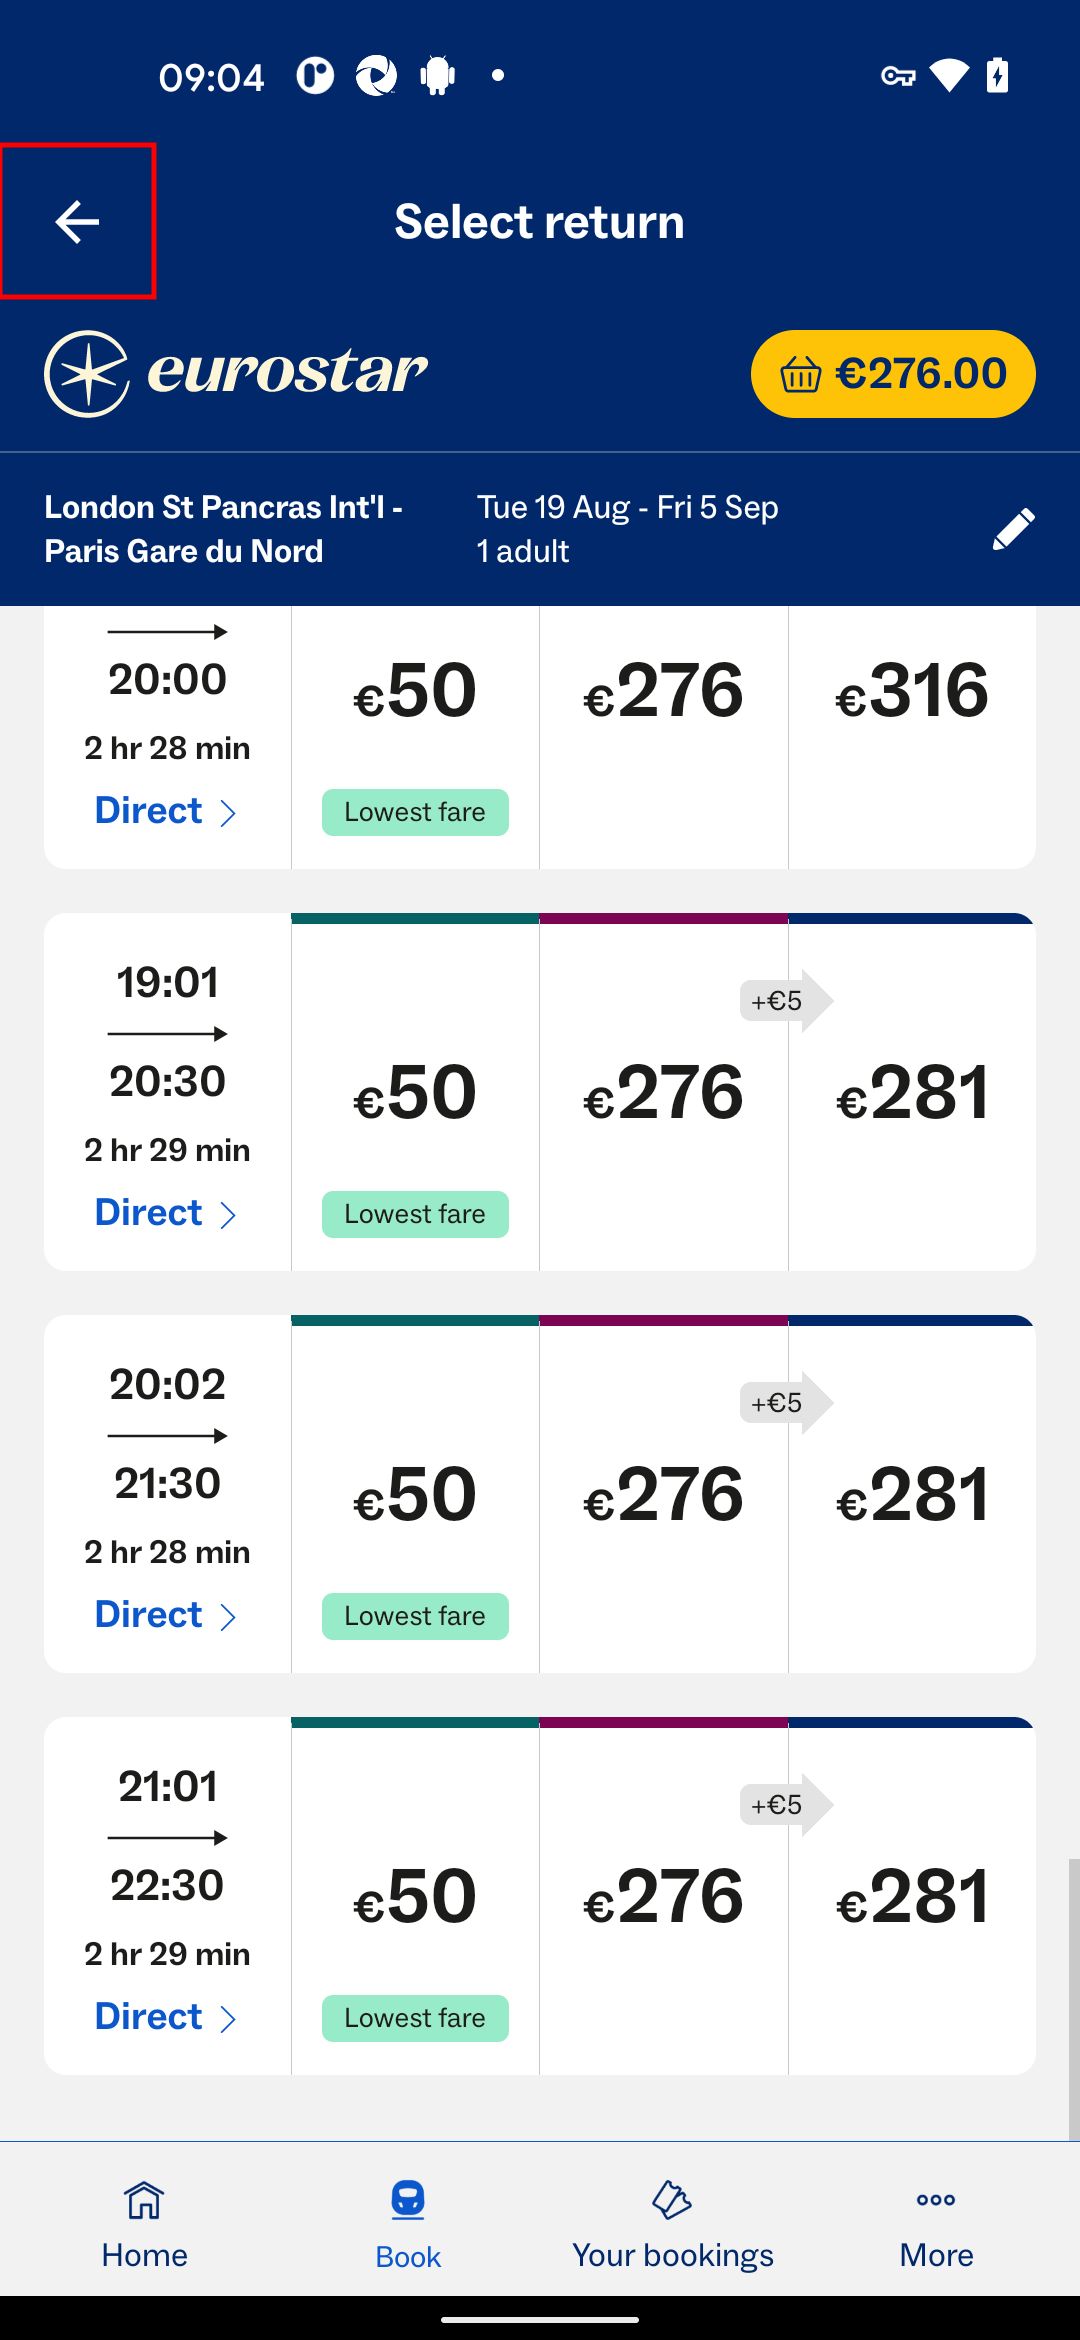 09:04
Select return
eurostar
€276.00
London St Pancras Int'l -
Paris Gare du Nord
Tue 19 Aug - Fri 5 Sep
1 adult
20:00
€50
€276
€316
2 hr 28 min
Direct
Lowest fare
19:01
+€5
20:30
€50
€276
€281
2 hr 29 min
Direct
Lowest fare
20:02
+€5
21:30
€50
€276
€281
2 hr 28 min
Direct
Lowest fare
21:01
+€5
22:30
€50
€276
€281
2 hr 29 min
Direct
Lowest fare
Home
Book
Your bookings
More